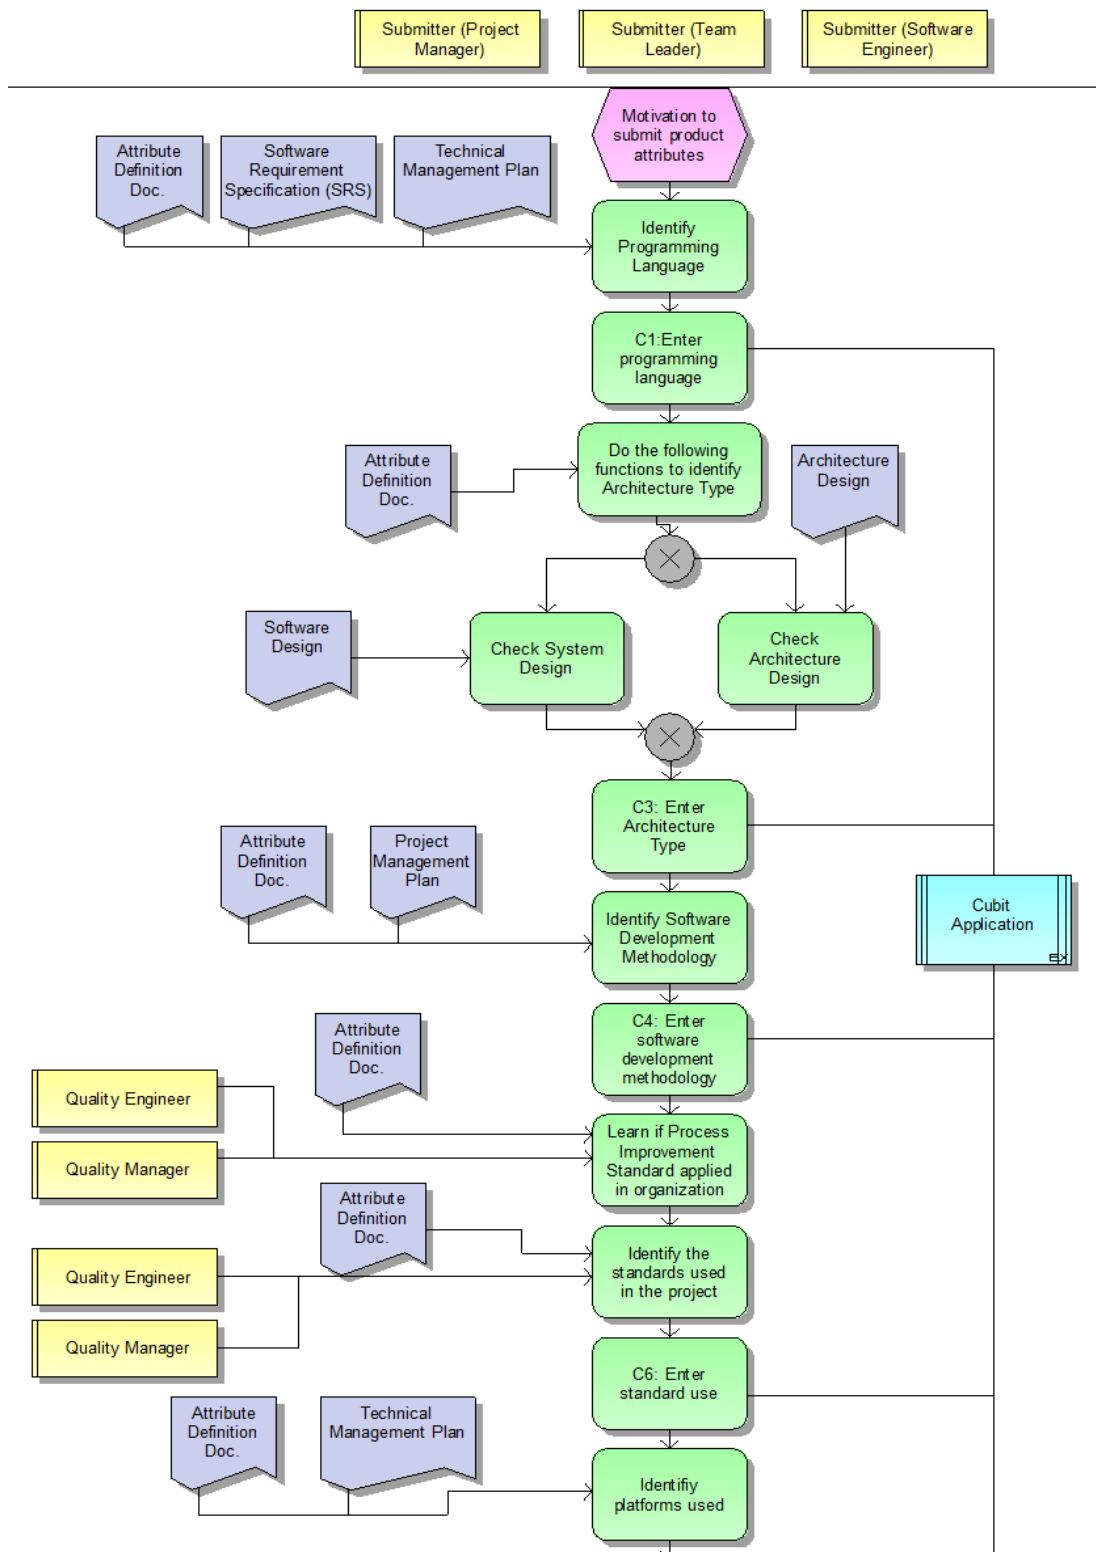 Submitter (Project
Manager)
Submitter (Team
Leader)
Submitter (Software
Engineer)
Motivation to
submit product
attributes
Attribute
Definition
Doc.
Software
Requirement
Specification (SRS)
Technical
Management Plan
Identify
Programming
Language
C1:Enter
programming
language
Do the following
functions to identify
Architecture Type
Attribute
Definition
Doc.
Architecture
Design
Software
Design
Check System
Design
Check
Architecture
Design
C3: Enter
Architecture
Type
Attribute
Definition
Doc.
Project
Management
Plan
Cubit
Application
Identify Software
Development
Methodology
C4: Enter
software
development
methodology
Attribute
Definition
Doc.
Quality Engineer
Quality Manager
Learn if Process
Improvement
Standard applied
in organization
Attribute
Definition
Doc.
Quality Engineer
Quality Manager
Identify the
standards used
in the project
C6: Enter
standard use
Attribute
Definition
Doc.
Technical
Management Plan
Identifiy
platforms used